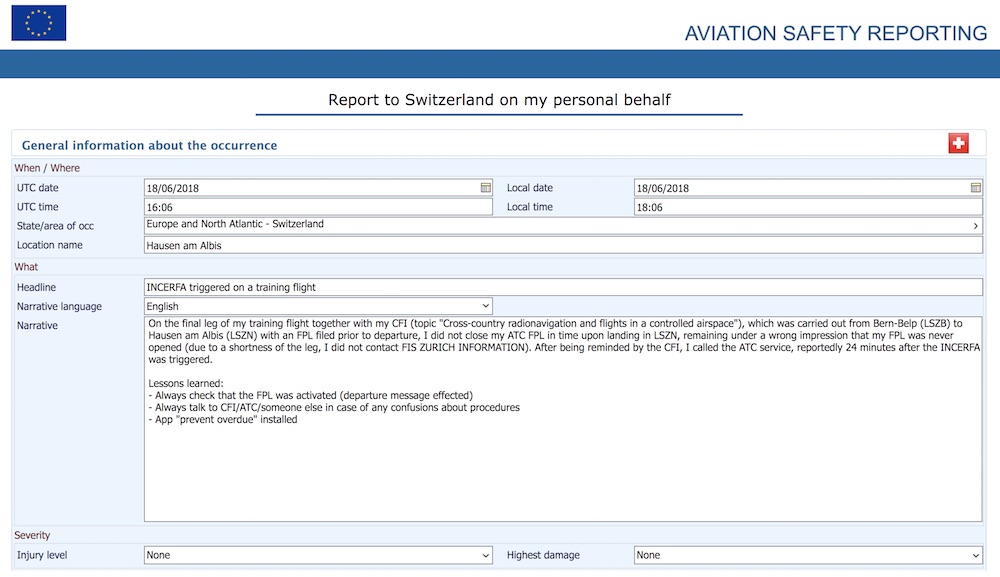 AVIATION SAFETY REPORTING
Report to Switzerland on my personal behalf
General information about the occurrence
When / Where
UTC date 18/06/2018 Local date 18/06/2018
UTC time 16:06 Local time 18:06
State/area of occ Europe and North Atlantic - Switzerland
Location name Hausen am Albis
What
Headline INCERFA triggered on a training flight
Narrative language English
Narrative On the final leg of my training flight together with my CFI (topic "Cross-country radionavigation and flights in a controlled airspace"), which was carried out from Bern-Belp (LSZB) to
Hausen am Albis (LSZN) with an FPL filed prior to departure, I did not close my ATC FPL in time upon landing in LSZN, remaining under a wrong impression that my FPL was never
opened (due to a shortness of the leg, I did not contact FIS ZURICH INFORMATION). After being reminded by the CFI, I called the ATC service, reportedly 24 minutes after the INCERFA
was triggered.
Lessons learned:
- Always check that the FPL was activated (departure message effected)
- Always talk to CFI/ATC/someone else in case of any confusions about procedures
- App "prevent overdue" installed
Severity
Injury level None Highest damage None